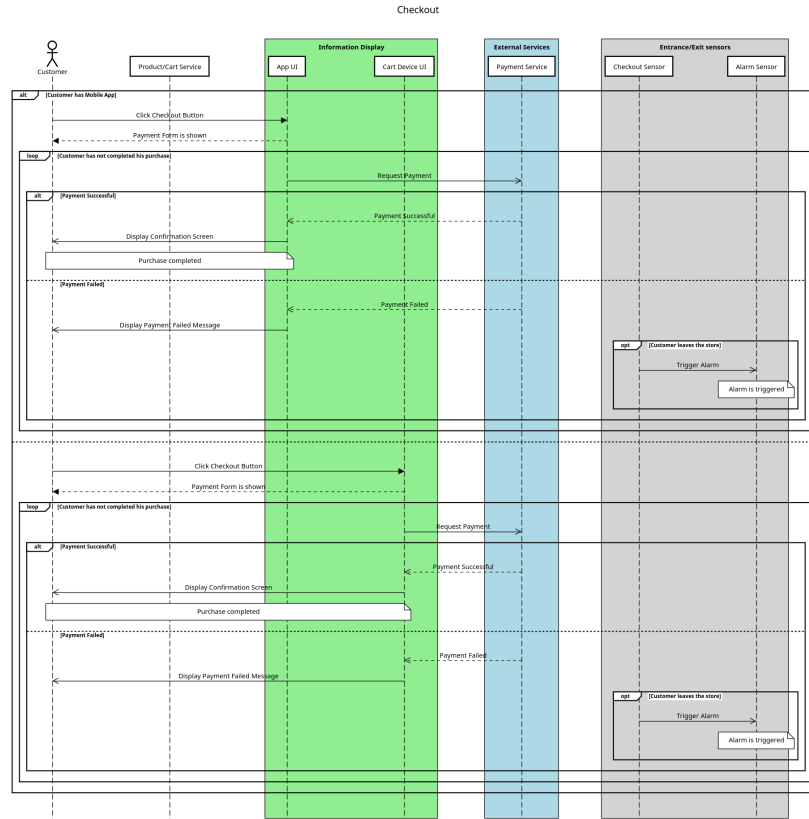 Checkout
Information Display
External Services
Entrance/Exit sensors
Customer
Product/Cart Service
App UI
Cart Device UI
Payment Service
Checkout Sensor
Alarm Sensor
alt [Customer has Mobile App]
Click Checkout Button
Payment Form is shown
loop [Customer has not completed his purchase]
Request Payment
alt [Payment Successful]
Payment Successful
Display Confirmation Screen
Purchase completed
[Payment Failed]
Payment Failed
Display Payment Failed Message
opt [Customer leaves the store]
Trigger Alarm
Alarm is triggered
Click Checkout Button
Payment Form is shown
loop [Customer has not completed his purchase]
Request Payment
alt [Payment Successful]
Payment Successful
Display Confirmation Screen
Purchase completed
[Payment Failed]
Payment Failed
Display Payment Failed Message
opt [Customer leaves the store]
Trigger Alarm
Alarm is triggered